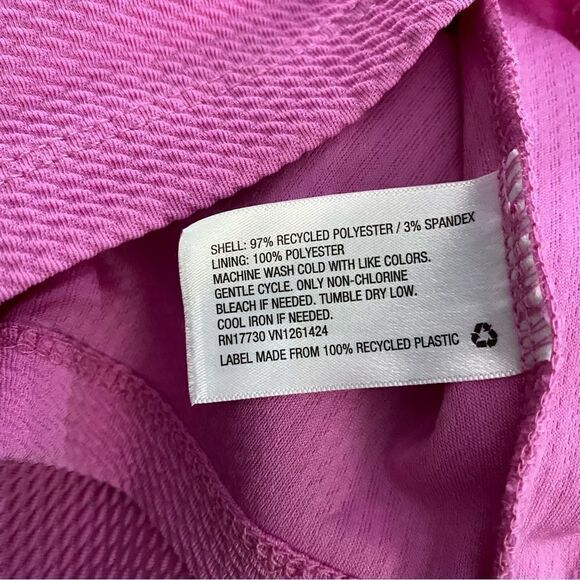 SHELL: 97% RECYCLED POLYESTER / 3% SPANDEX
LINING: 100% POLYESTER
MACHINE WASH COLD WITH LIKE COLORS.
GENTLE CYCLE. ONLY NON-CHLORINE
BLEACH IF NEEDED. TUMBLE DRY LOW.
COOL IRON IF NEEDED.
RN17730 VN1261424
LABEL MADE FROM 100% RECYCLED PLASTIC